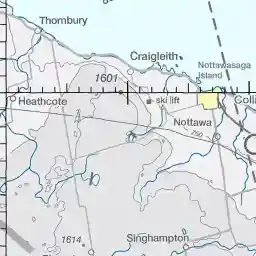 Thornbury
Craigleith
Nottawasaga
Island
1601
ski lift
Heathcote
Colli
Nottawa
750
1614
Singhampton